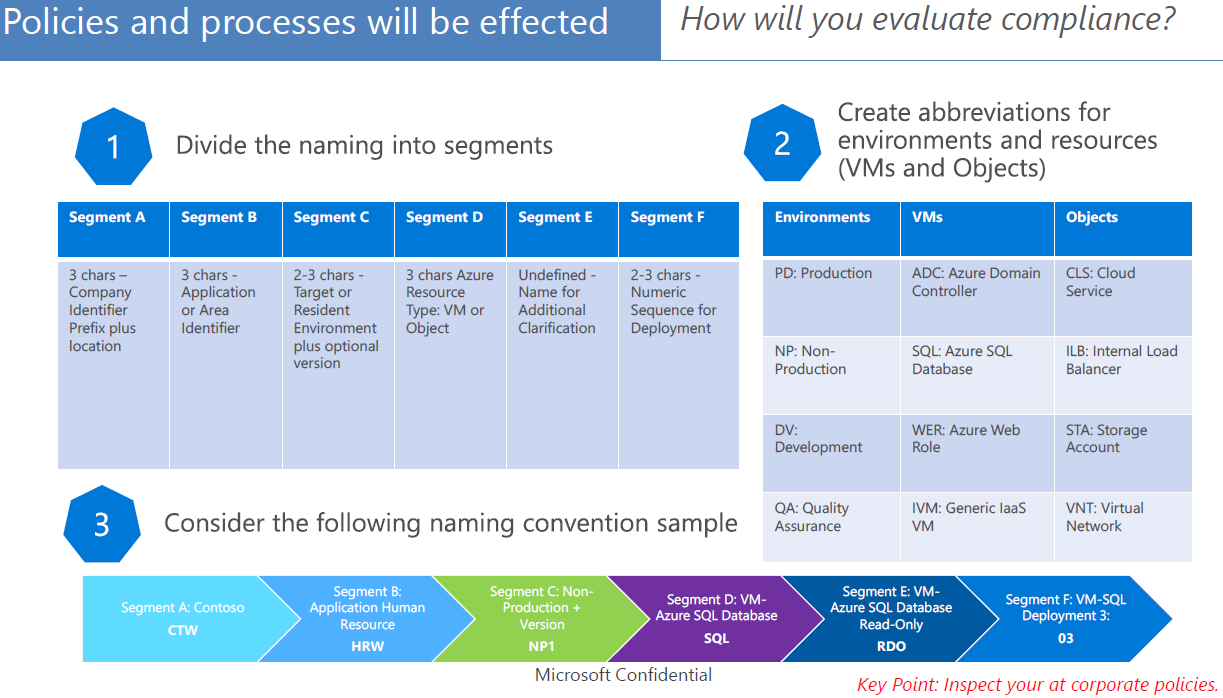 Policies and processes will be effected
How will you evaluate compliance?
1
Divide the naming into segments
2
Create abbreviations for
environments and resources
(VMs and Objects)
Segment A
Segment B
Segment C
Segment D
Segment E
Segment F
3 chars –
Company
Identifier
Prefix plus
location
3 chars -
Application
or Area
Identifier
2-3 chars -
Target or
Resident
Environment
plus optional
version
3 chars Azure
Resource
Type: VM or
Object
Undefined -
Name for
Additional
Clarification
2-3 chars -
Numeric
Sequence for
Deployment
Environments
VMs
Objects
PD: Production
ADC: Azure Domain
Controller
CLS: Cloud
Service
NP: Non-
Production
SQL: Azure SQL
Database
ILB: Internal Load
Balancer
DV:
Development
WER: Azure Web
Role
STA: Storage
Account
QA: Quality
Assurance
IVM: Generic IaaS
VM
VNT: Virtual
Network
3
Consider the following naming convention sample
Segment A: Contoso
CTW
Segment B:
Application Human
Resource
HRW
Segment C: Non-
Production +
Version
NP1
Segment D: VM-
Azure SQL Database
SQL
Segment E: VM-
Azure SQL Database
Read-Only
RDO
Segment F: VM-SQL
Deployment 3:
03
Microsoft Confidential
Key Point: Inspect your at corporate policies.